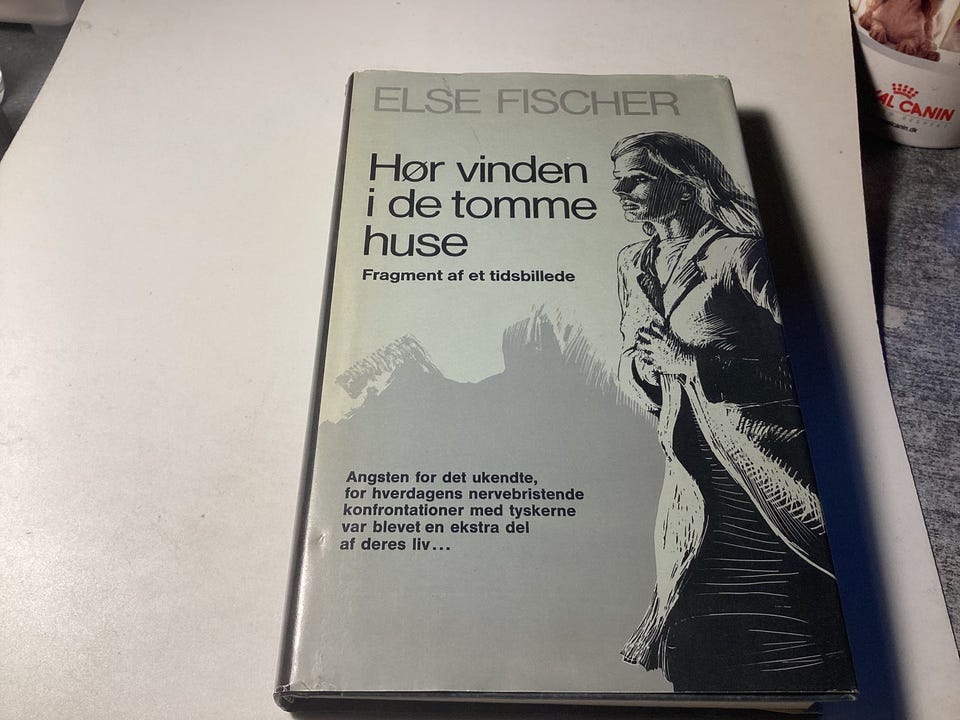 ELSE FISCHER
Hør vinden
i de tomme
huse
Fragment af et tidsbillede
Angsten for det ukendte,
for hverdagens nervebristende
konfrontationer med tyskerne
var blevet en ekstra del
af deres liv...
CANIN